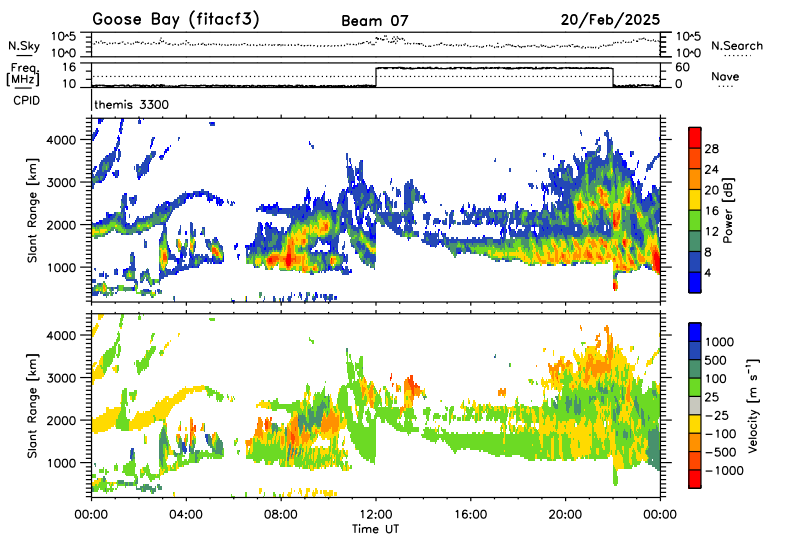 Goose Bay (fitacf3) Beam 07 20/Feb/2025
N.Sky 10^5 10^0 10^5 10^0 N.Search
Freq. [MHz] 16 10 60 0 Nave
CPID themis 3300
Slant Range [km] 4000 3000 2000 1000
Power [dB] 28 24 20 16 12 8 4
Slant Range [km] 4000 3000 2000 1000
Velocity [m s⁻¹] 1000 500 100 25 −25 −100 −500 −1000
00:00 04:00 08:00 12:00 16:00 20:00 00:00
Time UT